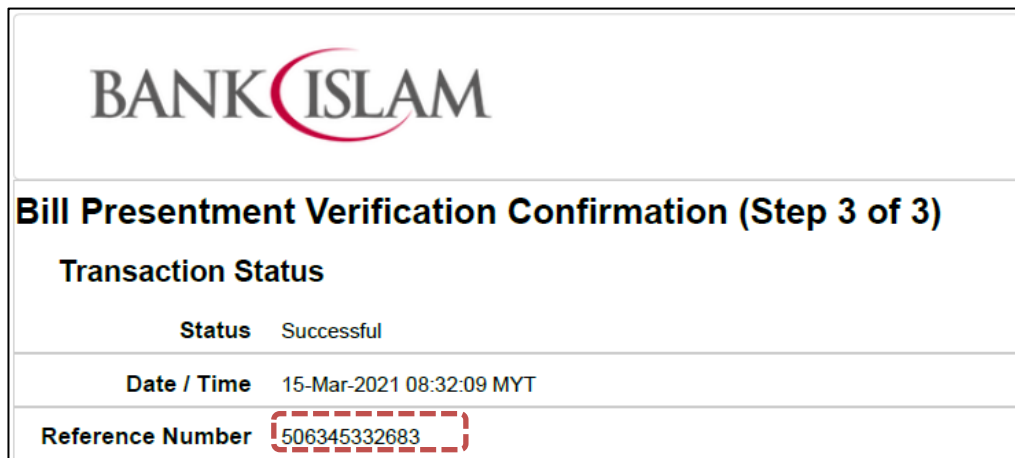 BANK ISLAM
Bill Presentment Verification Confirmation (Step 3 of 3)
Transaction Status
Status Successful
Date / Time 15-Mar-2021 08:32:09 MYT
Reference Number 506345332683